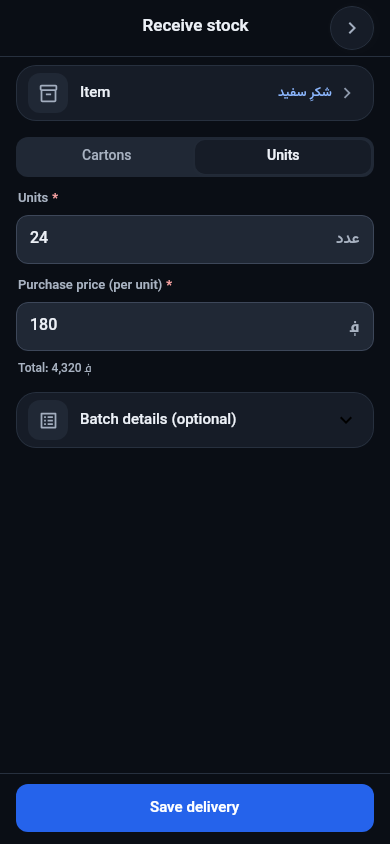 Receive stock
Item شکرِ سفید
Cartons Units
Units *
24 عدد
Purchase price (per unit) *
180 ؋
Total: 4,320 ؋
Batch details (optional)
Save delivery